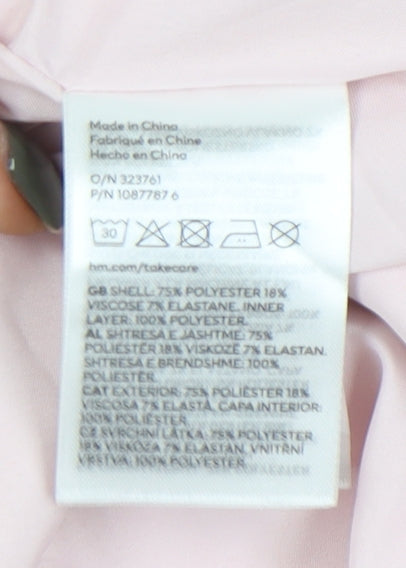 Made in China
Fabriqué en Chine
Hecho en China
O/N 323761
P/N 1087787 6
30
hm.com/takecare
GB SHELL: 75% POLYESTER 18%
VISCOSE 7% ELASTANE. INNER
LAYER: 100% POLYESTER.
AL SHTRESA E JASHTME: 75%
POLIESTËR 18% VISKOZË 7% ELASTAN.
SHTRESA E BRENDSHME: 100%
POLIESTËR.
CAT EXTERIOR: 75% POLIÈSTER 18%
VISCOSA 7% ELASTÀ. CAPA INTERIOR:
100% POLIÈSTER.
CZ SVRCHNÍ LÁTKA: 75% POLYESTER
18% VISKÓZA 7% ELASTAN. VNITŘNÍ
VRSTVA: 100% POLYESTER.